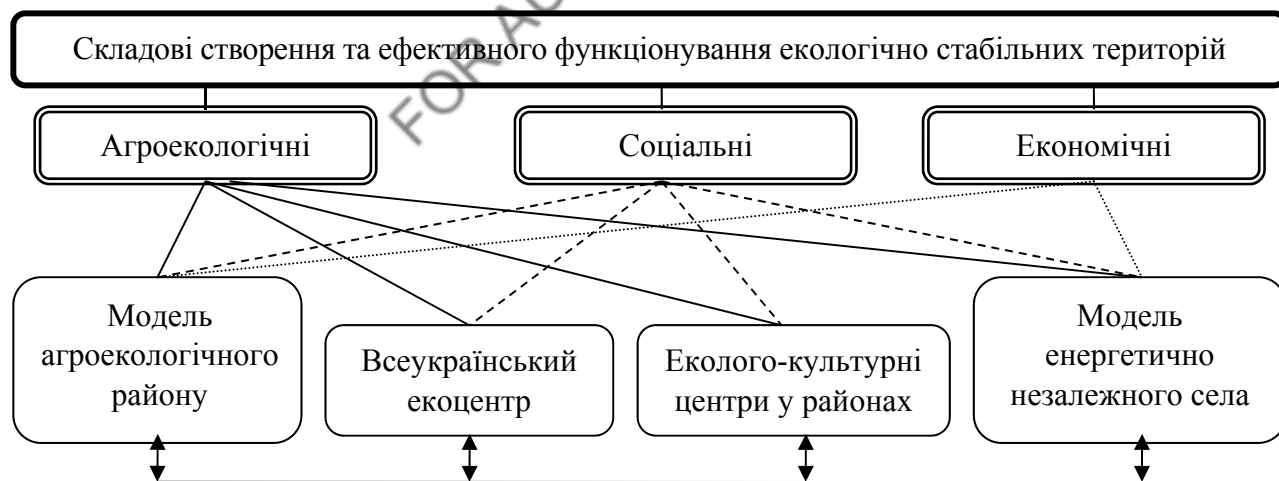 Складові створення та ефективного функціонування екологічно стабільних територій
FOR
Агроекологічні
Соціальні
Економічні
Модель
агроекологічного
району
Всеукраїнський
екоцентр
Еколого-культурні
центри у районах
Модель
енергетично
незалежного села